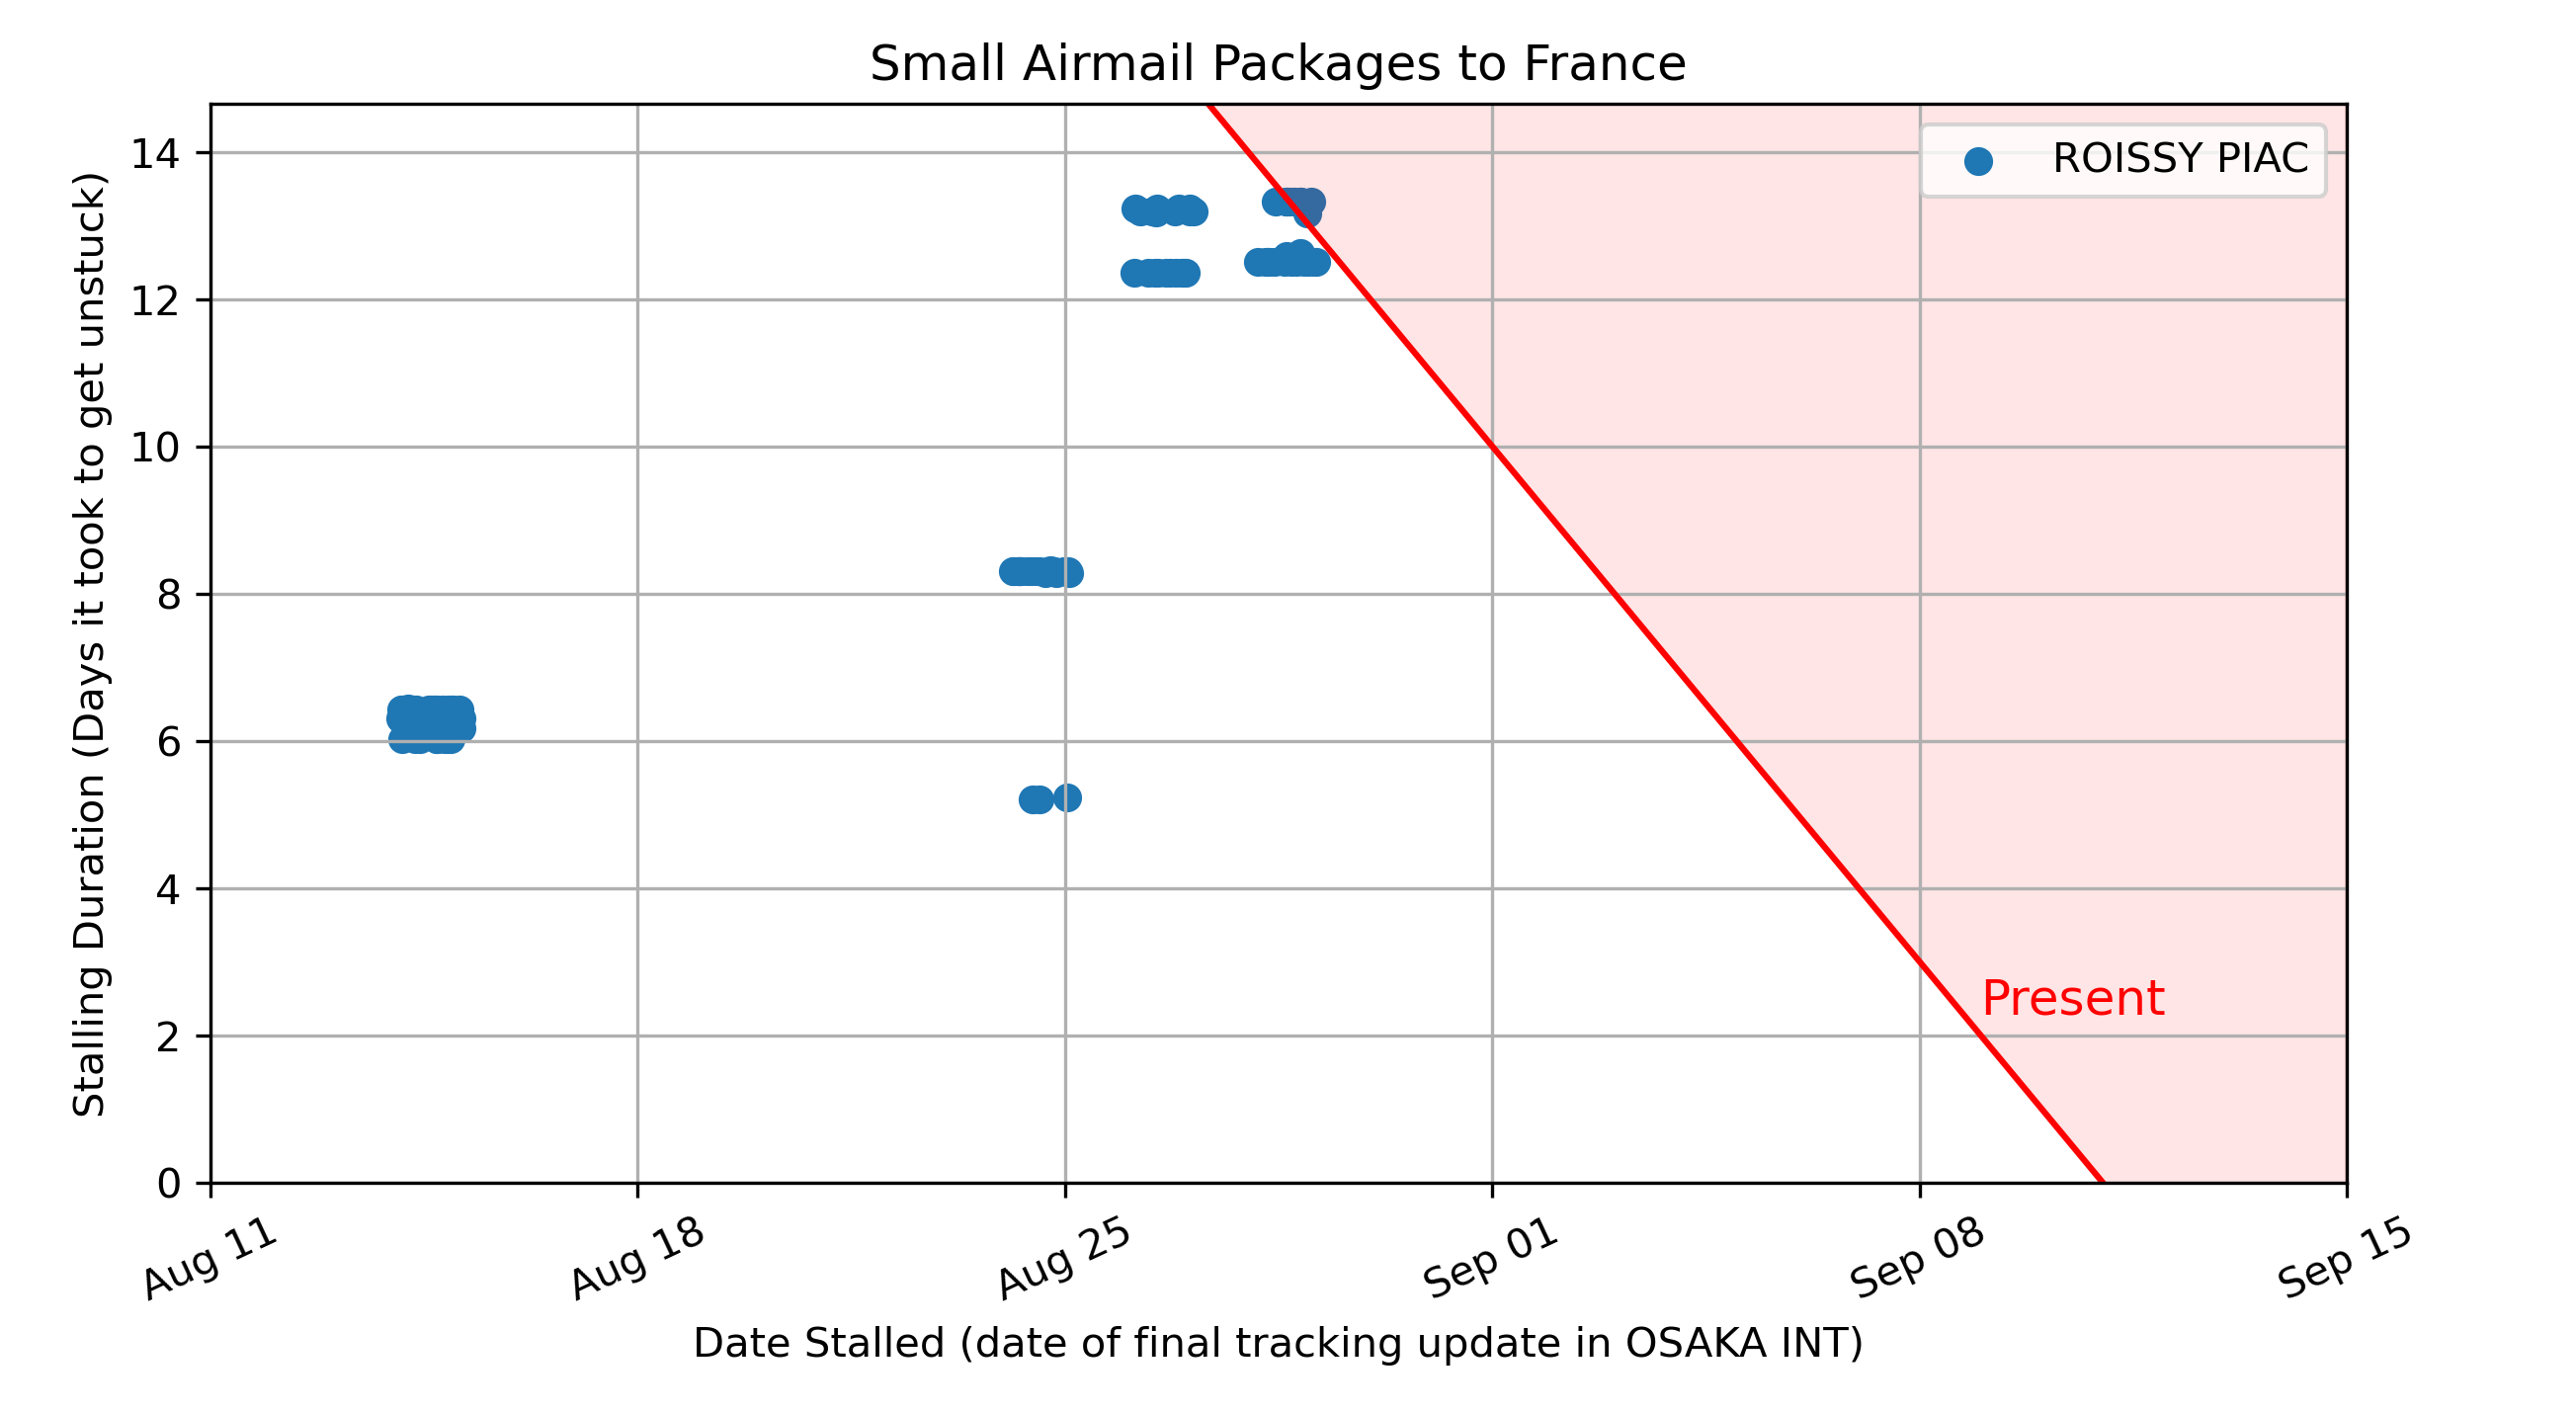 Small Airmail Packages to France
ROISSY PIAC
Present
Stalling Duration (Days it took to get unstuck)
14
12
10
8
6
4
2
0
Aug 11
Aug 18
Aug 25
Sep 01
Sep 08
Sep 15
Date Stalled (date of final tracking update in OSAKA INT)